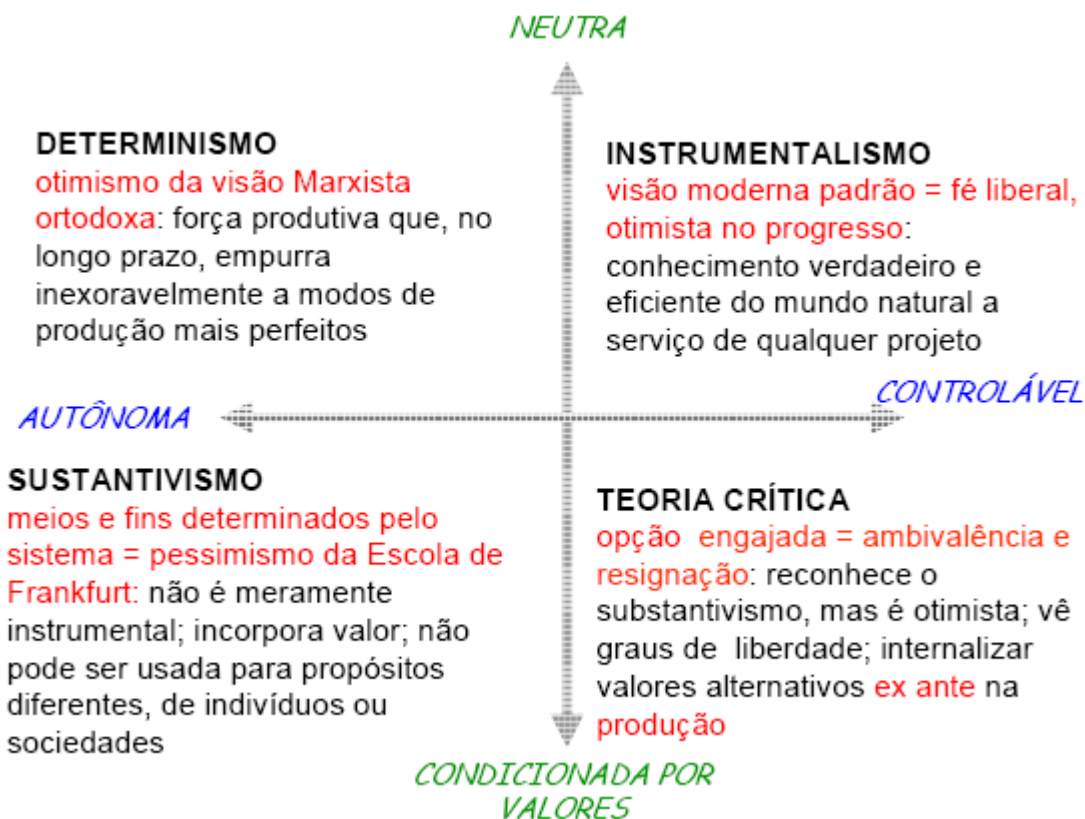 NEUTRA
DETERMINISMO
otimismo da visão Marxista
ortodoxa: força produtiva que, no
longo prazo, empurra
inexoravelmente a modos de
produção mais perfeitos
INSTRUMENTALISMO
visão moderna padrão = fé liberal,
otimista no progresso:
conhecimento verdadeiro e
eficiente do mundo natural a
serviço de qualquer projeto
AUTÔNOMA
CONTROLÁVEL
SUSTANTIVISMO
meios e fins determinados pelo
sistema = pessimismo da Escola de
Frankfurt: não é meramente
instrumental; incorpora valor; não
pode ser usada para propósitos
diferentes, de indivíduos ou
sociedades
TEORIA CRÍTICA
opção engajada = ambivalência e
resignação: reconhece o
substantivismo, mas é otimista; vê
graus de liberdade; internalizar
valores alternativos ex ante na
produção
CONDICIONADA POR
VALORES